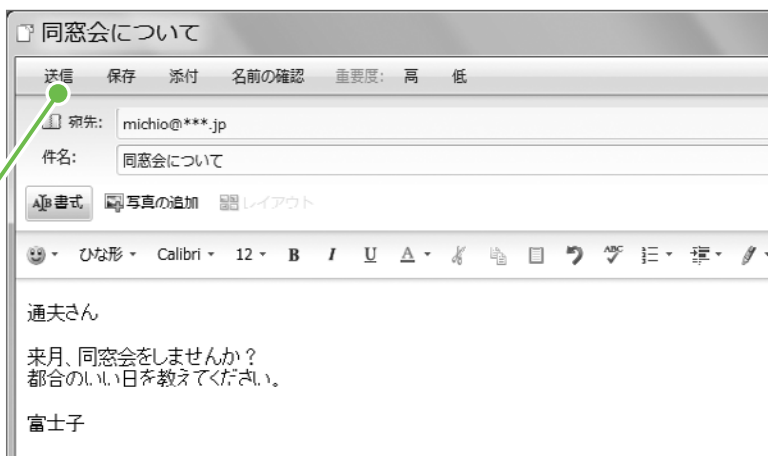 同窓会について
送信 保存 添付 名前の確認 重要度: 高 低
宛先: michio@***.jp
件名: 同窓会について
A|B 書式 写真の追加 レイアウト
ひな形 Calibri 12 B I U A ABC
通夫さん
来月、同窓会をしませんか？
都合のいい日を教えてください。
富士子